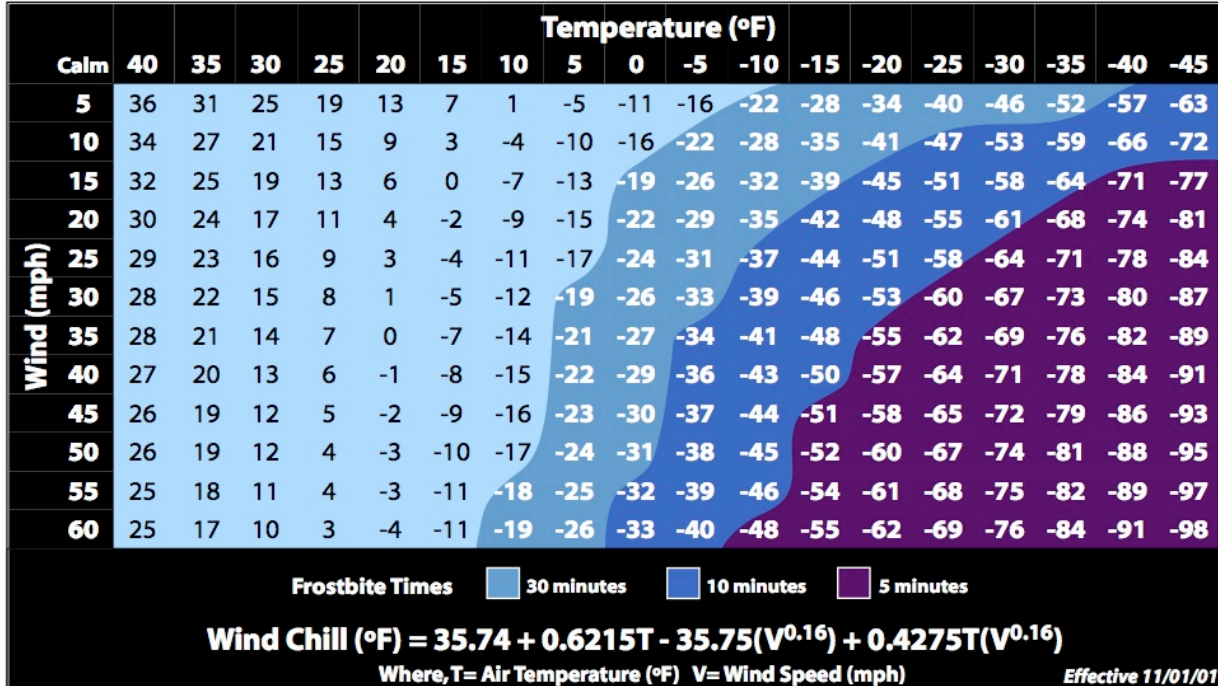 Temperature (ºF)
Calm 40 35 30 25 20 15 10 5 0 -5 -10 -15 -20 -25 -30 -35 -40 -45
5 36 31 25 19 13 7 1 -5 -11 -16 -22 -28 -34 -40 -46 -52 -57 -63
10 34 27 21 15 9 3 -4 -10 -16 -22 -28 -35 -41 -47 -53 -59 -66 -72
15 32 25 19 13 6 0 -7 -13 -19 -26 -32 -39 -45 -51 -58 -64 -71 -77
20 30 24 17 11 4 -2 -9 -15 -22 -29 -35 -42 -48 -55 -61 -68 -74 -81
25 29 23 16 9 3 -4 -11 -17 -24 -31 -37 -44 -51 -58 -64 -71 -78 -84
30 28 22 15 8 1 -5 -12 -19 -26 -33 -39 -46 -53 -60 -67 -73 -80 -87
35 28 21 14 7 0 -7 -14 -21 -27 -34 -41 -48 -55 -62 -69 -76 -82 -89
40 27 20 13 6 -1 -8 -15 -22 -29 -36 -43 -50 -57 -64 -71 -78 -84 -91
45 26 19 12 5 -2 -9 -16 -23 -30 -37 -44 -51 -58 -65 -72 -79 -86 -93
50 26 19 12 4 -3 -10 -17 -24 -31 -38 -45 -52 -60 -67 -74 -81 -88 -95
55 25 18 11 4 -3 -11 -18 -25 -32 -39 -46 -54 -61 -68 -75 -82 -89 -97
60 25 17 10 3 -4 -11 -19 -26 -33 -40 -48 -55 -62 -69 -76 -84 -91 -98
Wind (mph)
Frostbite Times 30 minutes 10 minutes 5 minutes
Wind Chill (ºF) = 35.74 + 0.6215T - 35.75(V^0.16) + 0.4275T(V^0.16)
Where, T= Air Temperature (ºF) V= Wind Speed (mph) Effective 11/01/01